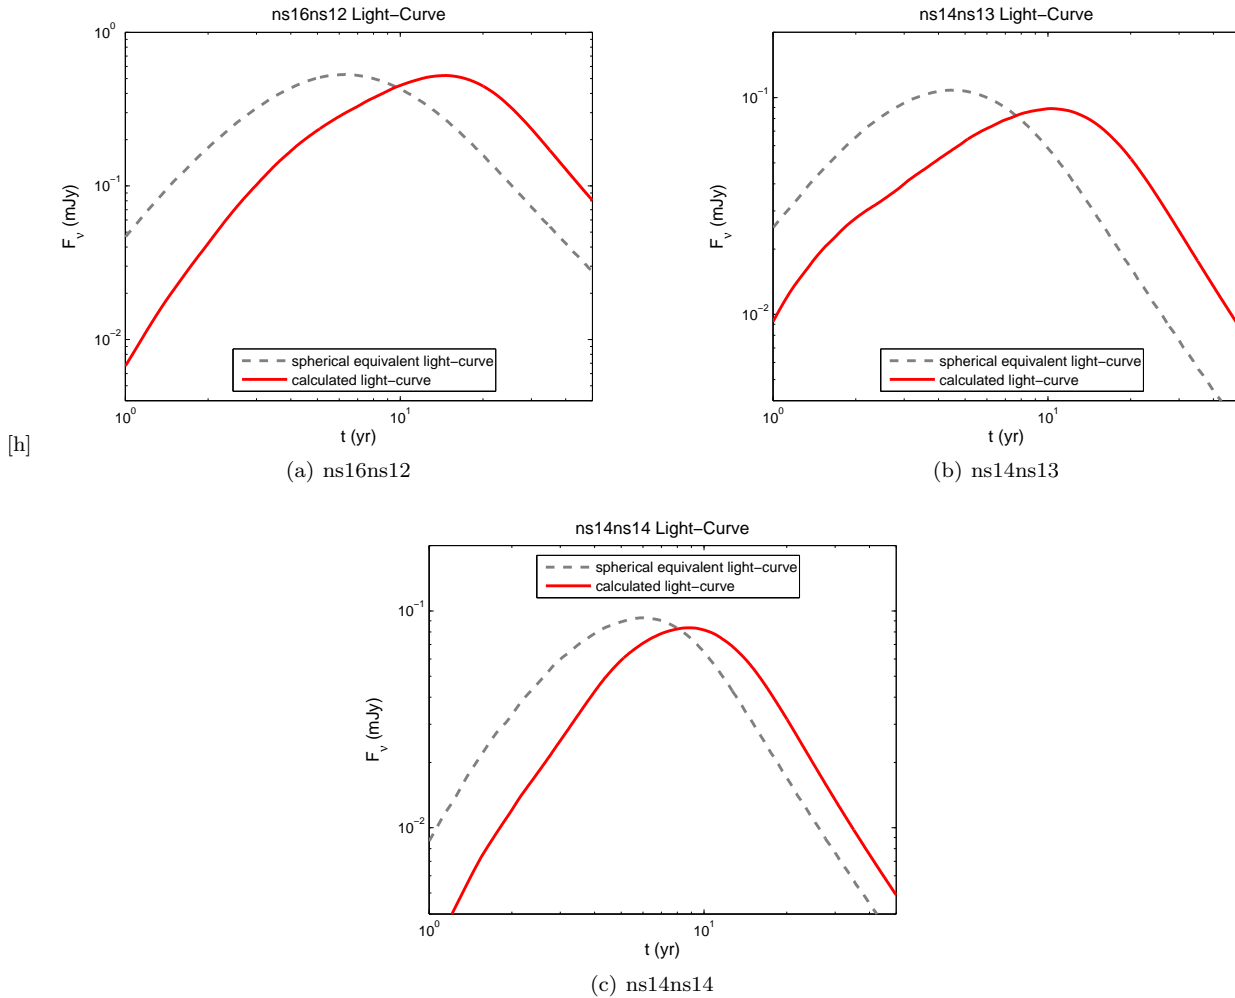 ns16ns12 Light−Curve
10^0
10^−1
10^−2
F_ν (mJy)
spherical equivalent light−curve
calculated light−curve
10^0
10^1
t (yr)
[h]
(a) ns16ns12
ns14ns13 Light−Curve
10^−1
10^−2
F_ν (mJy)
spherical equivalent light−curve
calculated light−curve
10^0
10^1
t (yr)
(b) ns14ns13
ns14ns14 Light−Curve
spherical equivalent light−curve
calculated light−curve
10^−1
10^−2
F_ν (mJy)
10^0
10^1
t (yr)
(c) ns14ns14